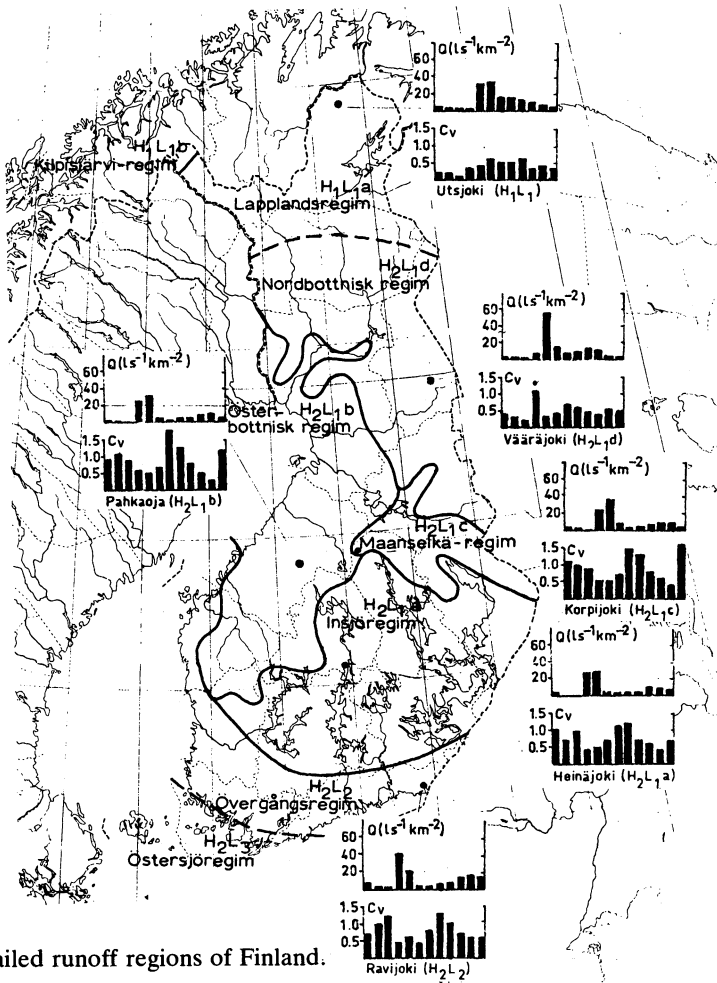 Q(ls⁻¹km⁻²)
60
40
20
1.5
Cv
1.0
0.5
Utsjoki (H₁L₁)
H₁L₁b
Kilpisjärvi-regim
H₁L₁a
Lapplandsregim
H₂L₁d
Nordbottnisk regim
Q(ls⁻¹km⁻²)
60
40
20
1.5
Cv
1.0
0.5
Vääräjoki (H₂L₁d)
Q(ls⁻¹km⁻²)
60
40
20
1.5
Cv
1.0
0.5
Pahkaoja (H₂L₁b)
Öster- H₂L₁b
bottnisk regim
Q(ls⁻¹km⁻²)
60
40
20
1.5
Cv
1.0
0.5
Korpijoki (H₂L₁c)
H₂L₁c
Maanselkä-regim
H₂L₁a
Insjöregim
Q(ls⁻¹km⁻²)
60
40
20
1.5
Cv
1.0
0.5
Heinäjoki (H₂L₁a)
H₂L₂
Övergångsregim
H₂L₃
Östersjöregim
Q(ls⁻¹km⁻²)
60
40
20
1.5
Cv
1.0
0.5
Ravijoki (H₂L₂)
ailed runoff regions of Finland.